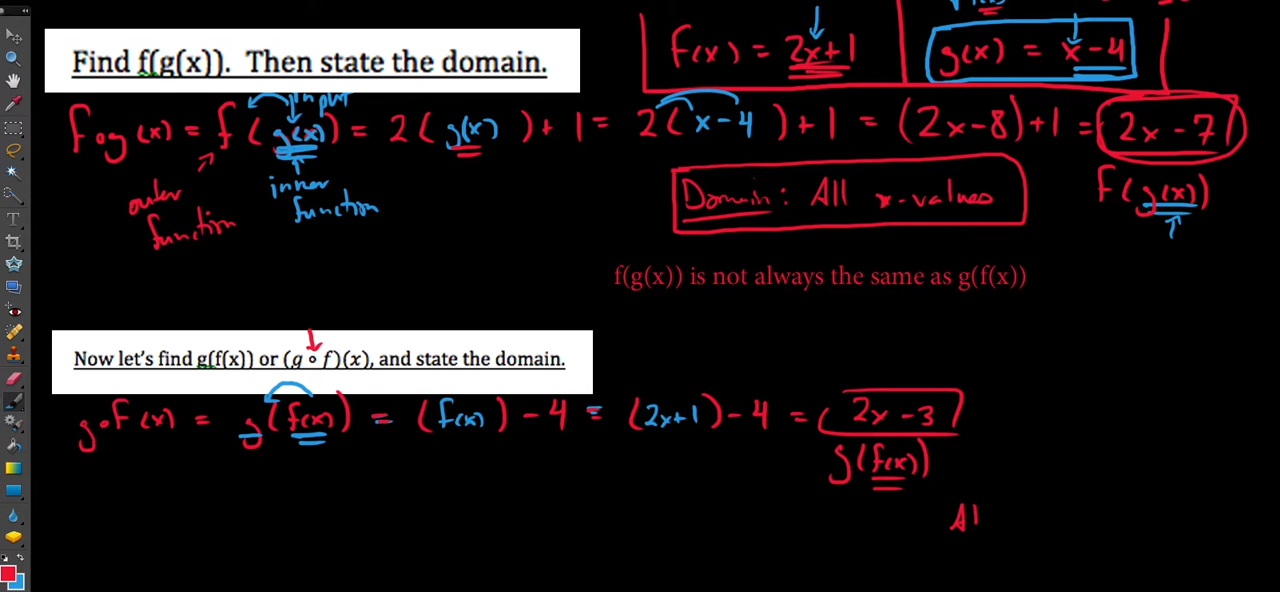 f(x) = 2x+1
g(x) = x-4
Find f(g(x)). Then state the domain.
input
fog(x) = f(g(x)) = 2(g(x))+1 = 2(x-4)+1 = (2x-8)+1 = 2x-7
outer function
inner function
Domain: All x-values
f(g(x))
f(g(x)) is not always the same as g(f(x))
Now let's find g(f(x)) or (g ∘ f)(x), and state the domain.
g∘f(x) = g(f(x)) = (f(x))-4 = (2x+1)-4 = 2x-3
g(f(x))
Al